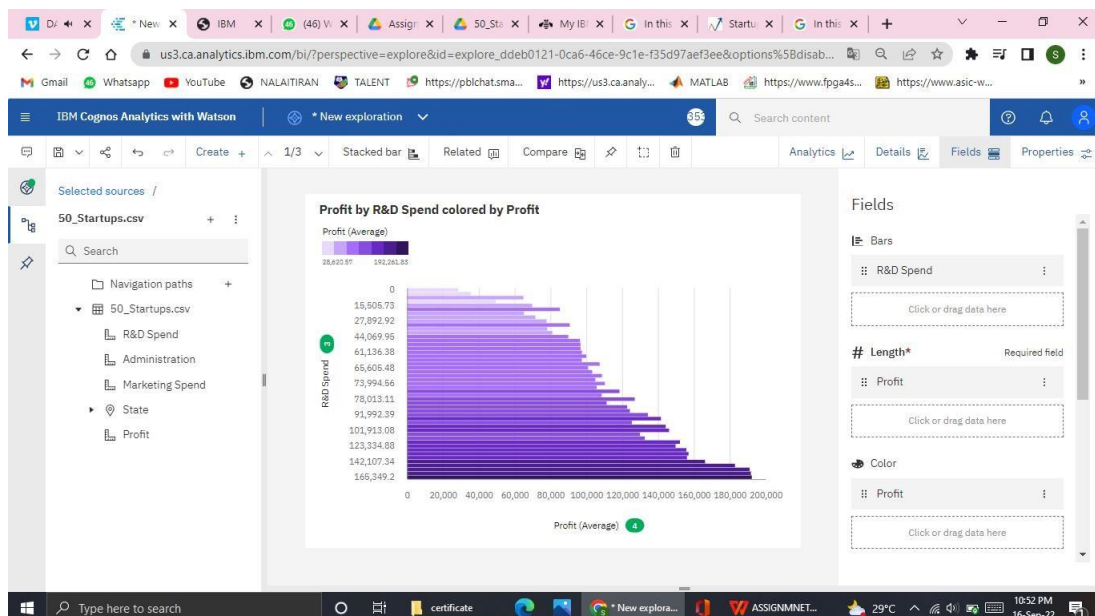 DA
* New
IBM
(46) W
Assign
50_Sta
My IB
In this
Startu
In this
us3.ca.analytics.ibm.com/bi/?perspective=explore&id=explore_ddeb0121-0ca6-46ce-9c1e-f35d97aef3ee&options%5Bdisab...
S
Gmail
Whatsapp
YouTube
NALAITIRAN
TALENT
https://pblchat.sma...
https://us3.ca.analy...
MATLAB
https://www.fpga4s...
https://www.asic-w...
IBM Cognos Analytics with Watson
* New exploration
353
Search content
Create +
1/3
Stacked bar
Related
Compare
Analytics
Details
Fields
Properties
Selected sources /
50_Startups.csv
Search
Navigation paths
50_Startups.csv
R&D Spend
Administration
Marketing Spend
State
Profit
Profit by R&D Spend colored by Profit
Profit (Average)
28,620.57 192,261.83
R&D Spend
3
0
15,505.73
27,892.92
44,069.95
61,136.38
65,605.48
73,994.56
78,013.11
91,992.39
101,913.08
123,334.88
142,107.34
165,349.2
0 20,000 40,000 60,000 80,000 100,000 120,000 140,000 160,000 180,000 200,000
Profit (Average) 4
Fields
Bars
R&D Spend
Click or drag data here
# Length* Required field
Profit
Click or drag data here
Color
Profit
Click or drag data here
Type here to search
certificate
* New explora...
ASSIGNMNET...
29°C
10:52 PM
16-Sep-22